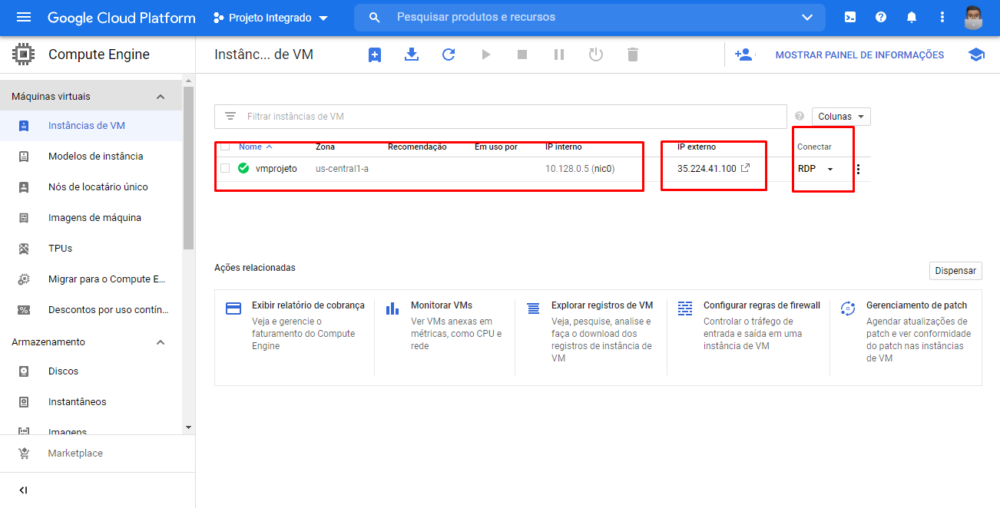 Google Cloud Platform
Projeto Integrado
Pesquisar produtos e recursos
Compute Engine
Instânc... de VM
MOSTRAR PAINEL DE INFORMAÇÕES
Máquinas virtuais
Instâncias de VM
Modelos de instância
Nós de locatário único
Imagens de máquina
TPUs
Migrar para o Compute E...
Descontos por uso contín...
Armazenamento
Discos
Instantâneos
Imagens
Marketplace
Filtrar instâncias de VM
Colunas
Nome Zona Recomendação Em uso por IP interno IP externo Conectar
vmprojeto us-central1-a 10.128.0.5 (nic0) 35.224.41.100 RDP
Ações relacionadas
Dispensar
Exibir relatório de cobrança
Veja e gerencie o
faturamento do Compute
Engine
Monitorar VMs
Ver VMs anexas em
métricas, como CPU e
rede
Explorar registros de VM
Veja, pesquise, analise e
faça o download dos
registros de instância de
VM
Configurar regras de firewall
Controlar o tráfego de
entrada e saída em uma
instância de VM
Gerenciamento de patch
Agendar atualizações de
patch e ver conformidade
do patch nas instâncias
de VM